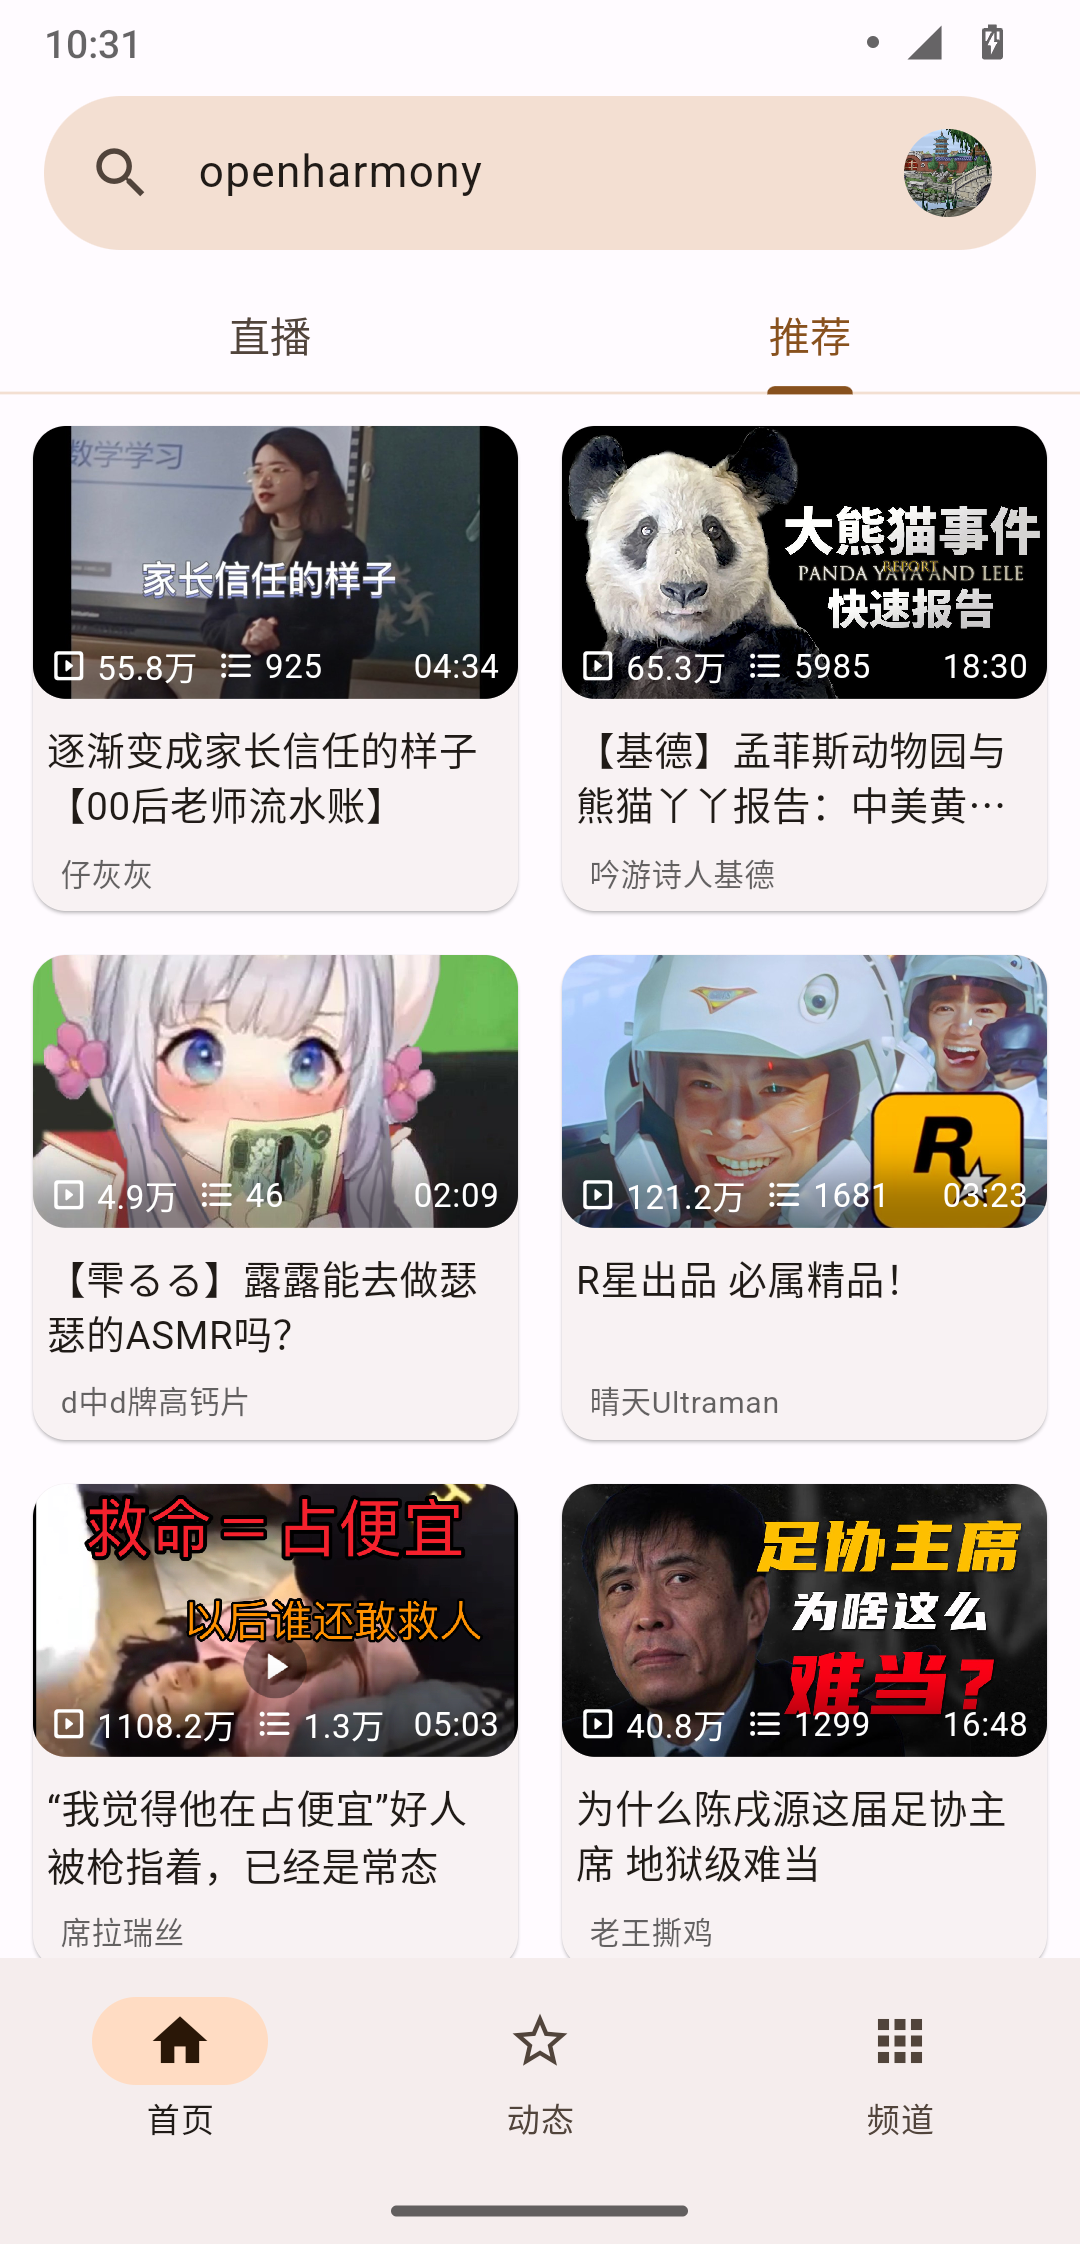 10:31
openharmony
直播
推荐
数学学习
家长信任的样子
55.8万
925
04:34
大熊猫事件
REPORT
PANDA YAYA AND LELE
快速报告
65.3万
5985
18:30
逐渐变成家长信任的样子
【00后老师流水账】
仔灰灰
【基德】孟菲斯动物园与
熊猫丫丫报告：中美黄…
吟游诗人基德
4.9万
46
02:09
R
121.2万
1681
03:23
【雫るる】露露能去做瑟
瑟的ASMR吗？
d中d牌高钙片
R星出品 必属精品！
晴天Ultraman
救命＝占便宜
以后谁还敢救人
1108.2万
1.3万
05:03
足协主席
为啥这么
难当？
40.8万
1299
16:48
“我觉得他在占便宜”好人
被枪指着，已经是常态
席拉瑞丝
为什么陈戌源这届足协主
席 地狱级难当
老王撕鸡
首页
动态
频道